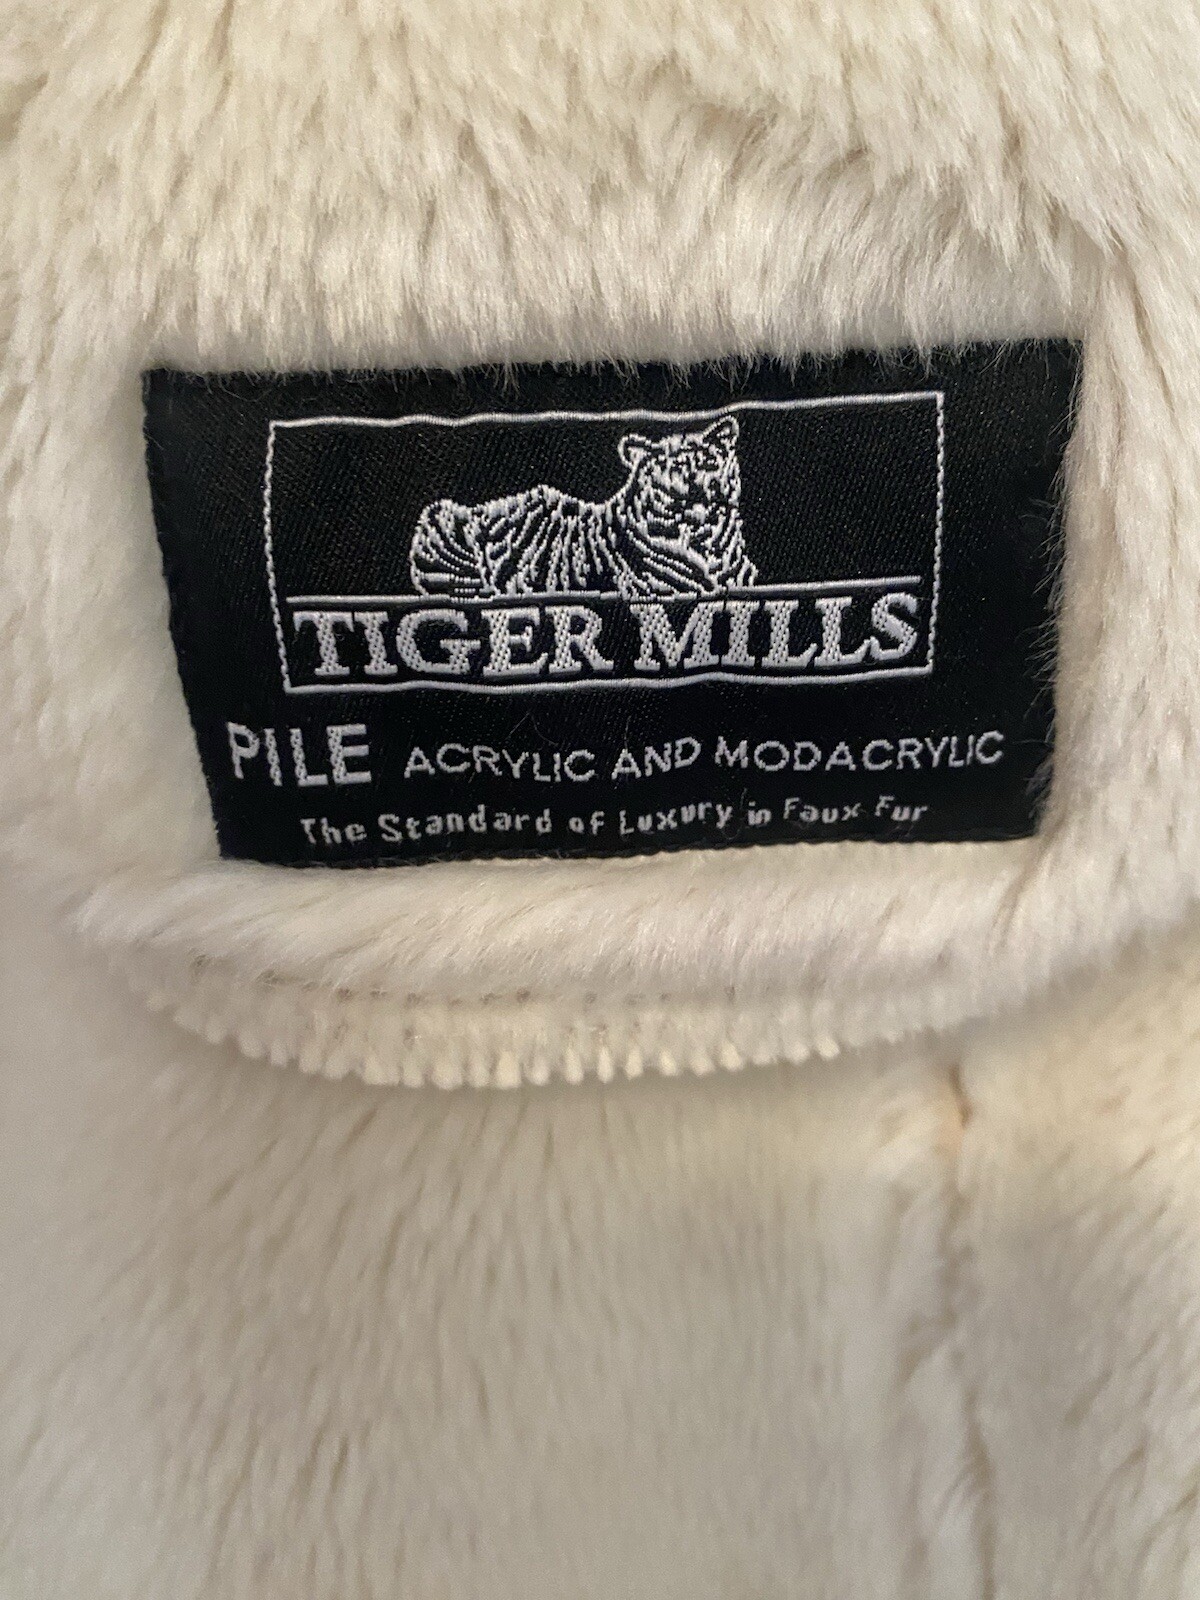 TIGER MILLS
PILE ACRYLIC AND MODACRYLIC
The Standard of Luxury in Faux Fur